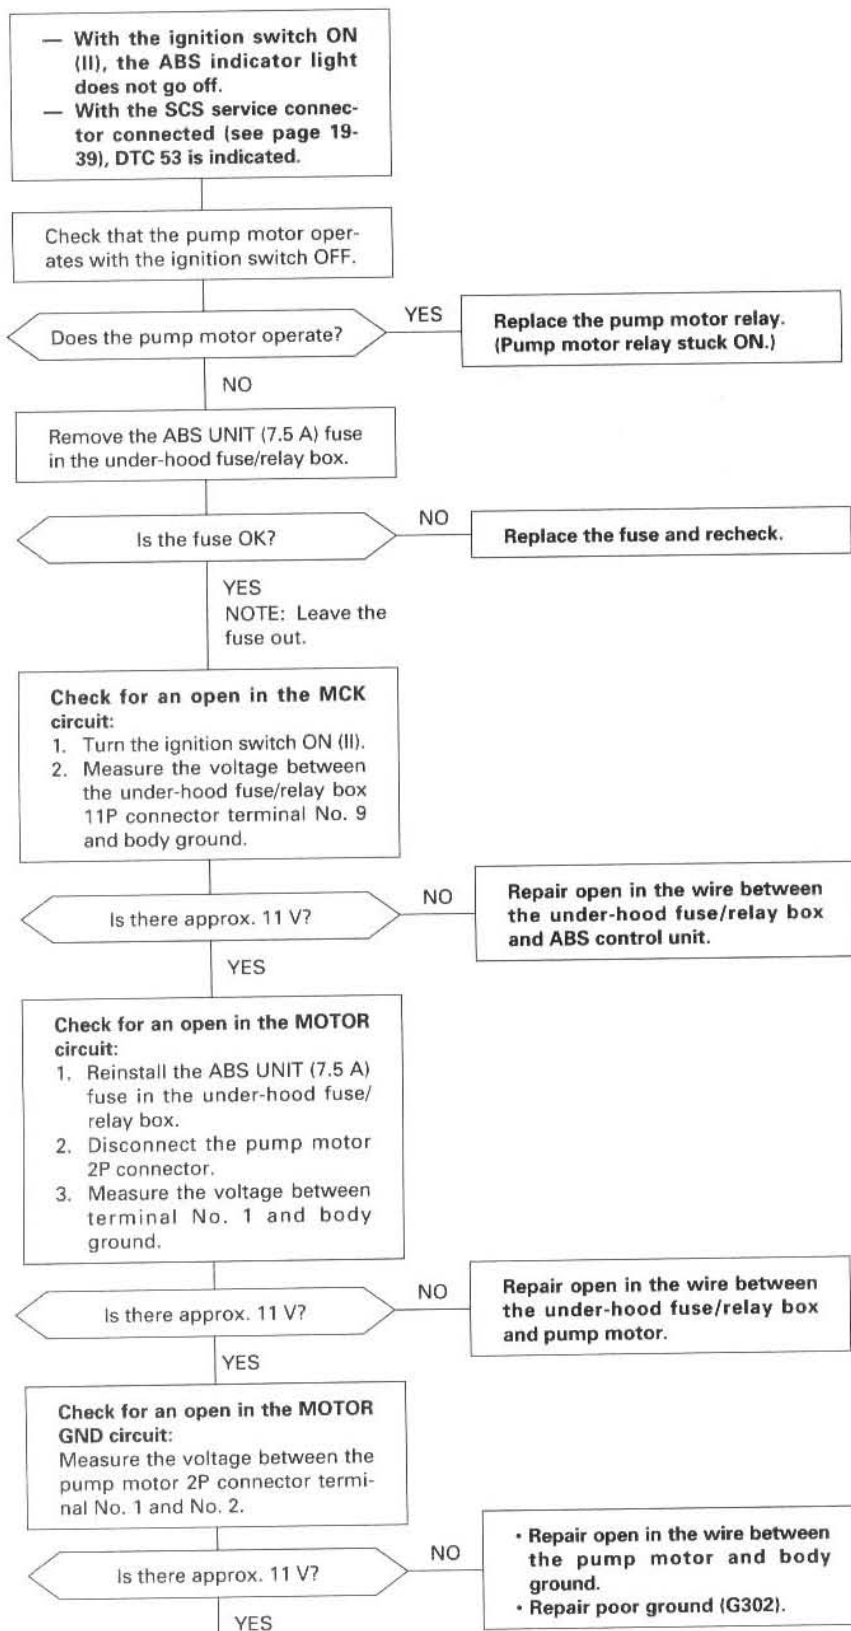 — With the ignition switch ON
(II), the ABS indicator light
does not go off.
— With the SCS service connec-
tor connected (see page 19-
39), DTC 53 is indicated.
Check that the pump motor oper-
ates with the ignition switch OFF.
Does the pump motor operate?
YES
Replace the pump motor relay.
(Pump motor relay stuck ON.)
NO
Remove the ABS UNIT (7.5 A) fuse
in the under-hood fuse/relay box.
Is the fuse OK?
NO
Replace the fuse and recheck.
YES
NOTE: Leave the
fuse out.
Check for an open in the MCK
circuit:
1. Turn the ignition switch ON (II).
2. Measure the voltage between
the under-hood fuse/relay box
11P connector terminal No. 9
and body ground.
Is there approx. 11 V?
NO
Repair open in the wire between
the under-hood fuse/relay box
and ABS control unit.
YES
Check for an open in the MOTOR
circuit:
1. Reinstall the ABS UNIT (7.5 A)
fuse in the under-hood fuse/
relay box.
2. Disconnect the pump motor
2P connector.
3. Measure the voltage between
terminal No. 1 and body
ground.
Is there approx. 11 V?
NO
Repair open in the wire between
the under-hood fuse/relay box
and pump motor.
YES
Check for an open in the MOTOR
GND circuit:
Measure the voltage between the
pump motor 2P connector termi-
nal No. 1 and No. 2.
Is there approx. 11 V?
NO
• Repair open in the wire between
the pump motor and body
ground.
• Repair poor ground (G302).
YES